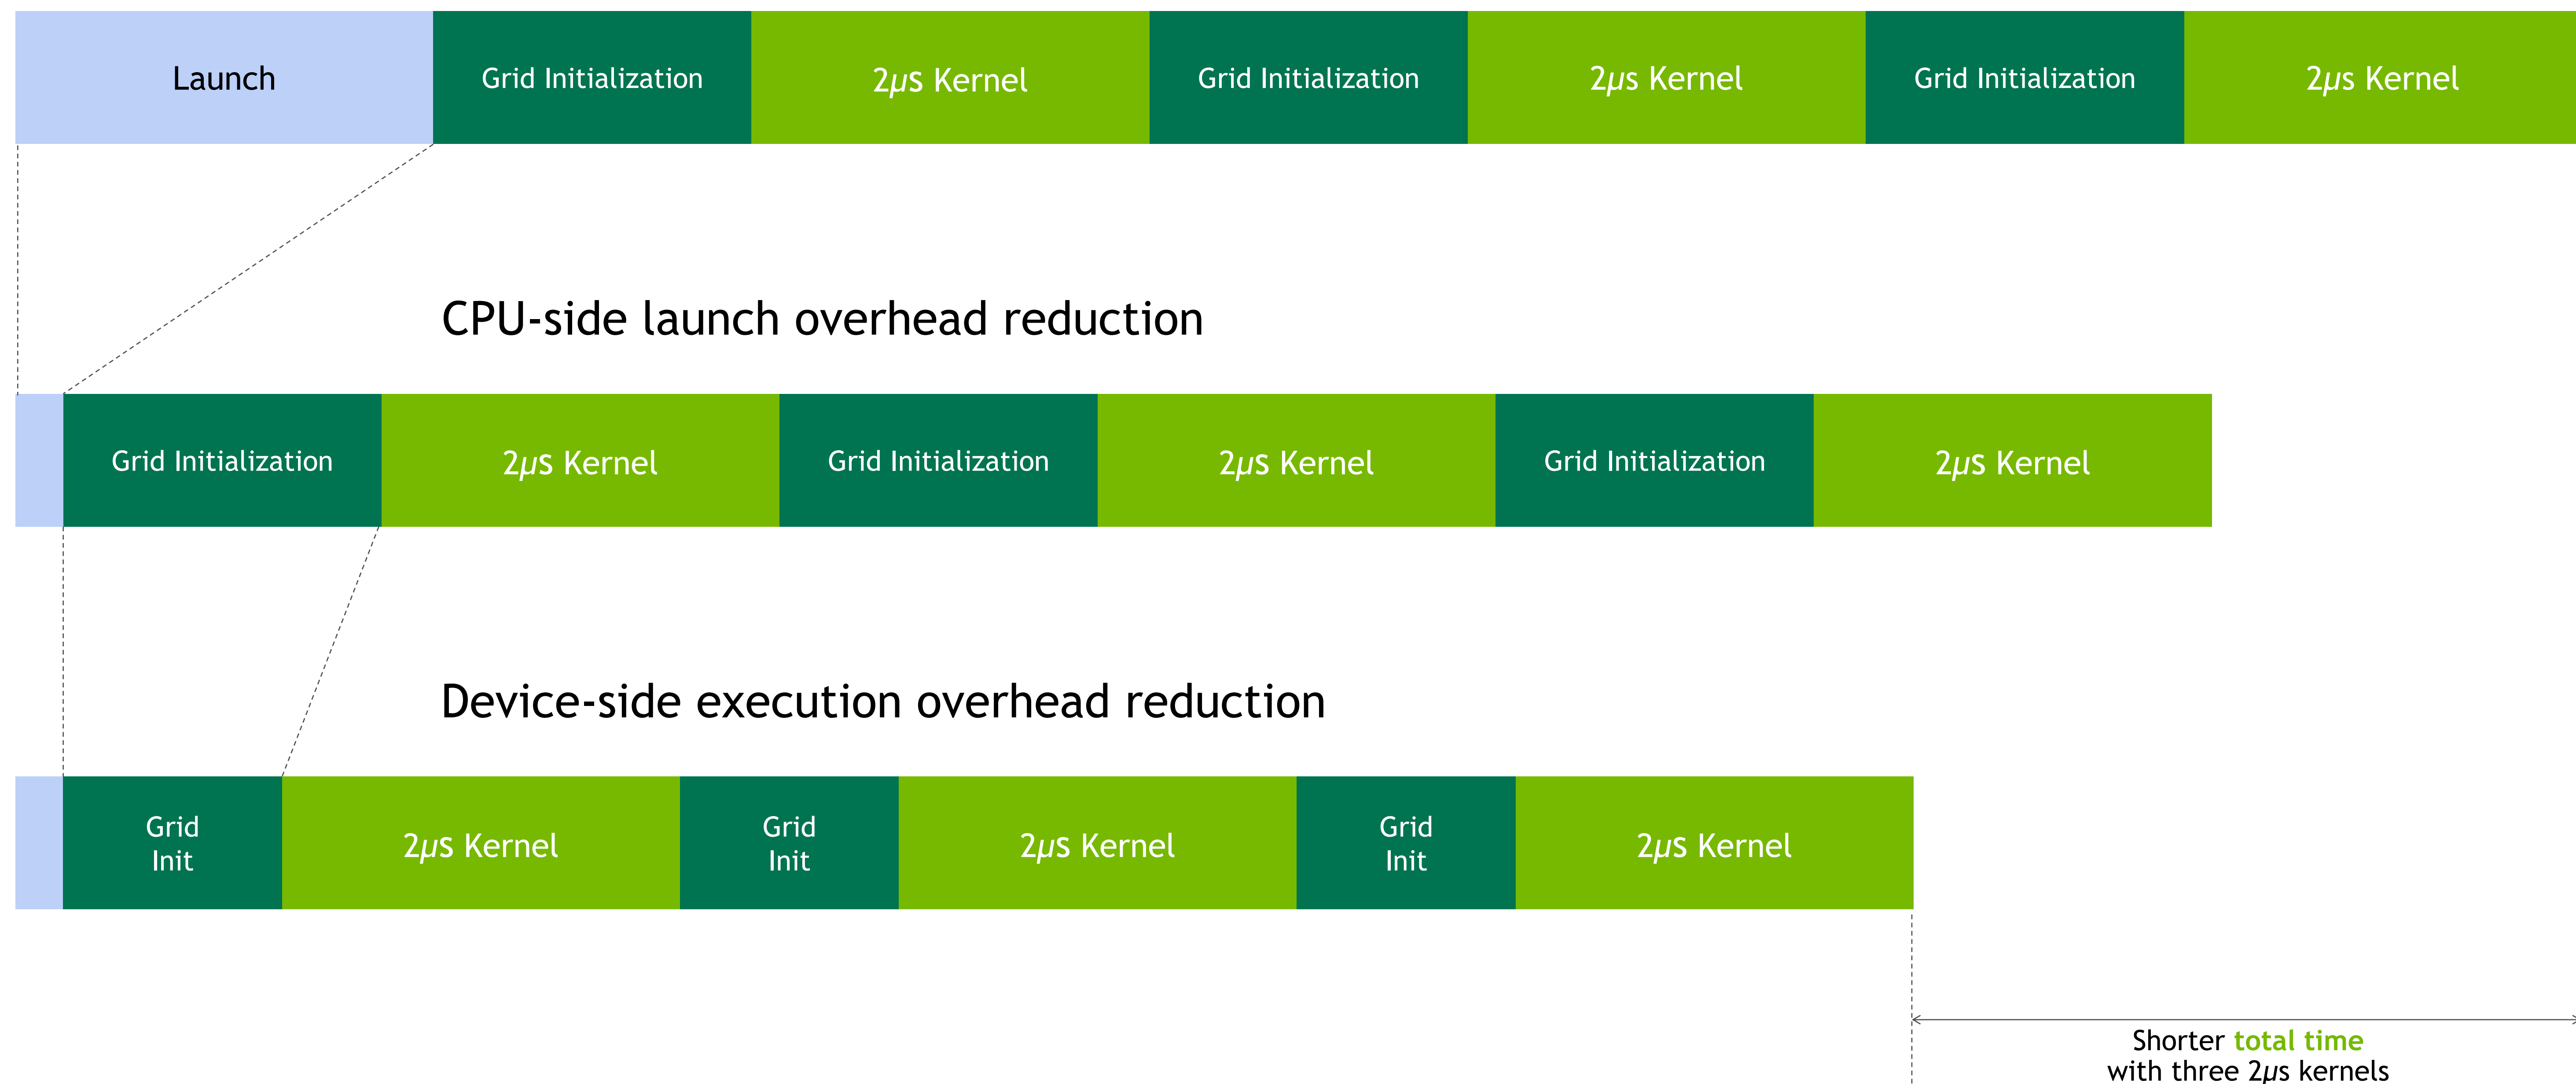 Launch
Grid Initialization
2µs Kernel
Grid Initialization
2µs Kernel
Grid Initialization
2µs Kernel
CPU-side launch overhead reduction
Grid Initialization
2µs Kernel
Grid Initialization
2µs Kernel
Grid Initialization
2µs Kernel
Device-side execution overhead reduction
Grid
Init
2µs Kernel
Grid
Init
2µs Kernel
Grid
Init
2µs Kernel
Shorter total time
with three 2µs kernels